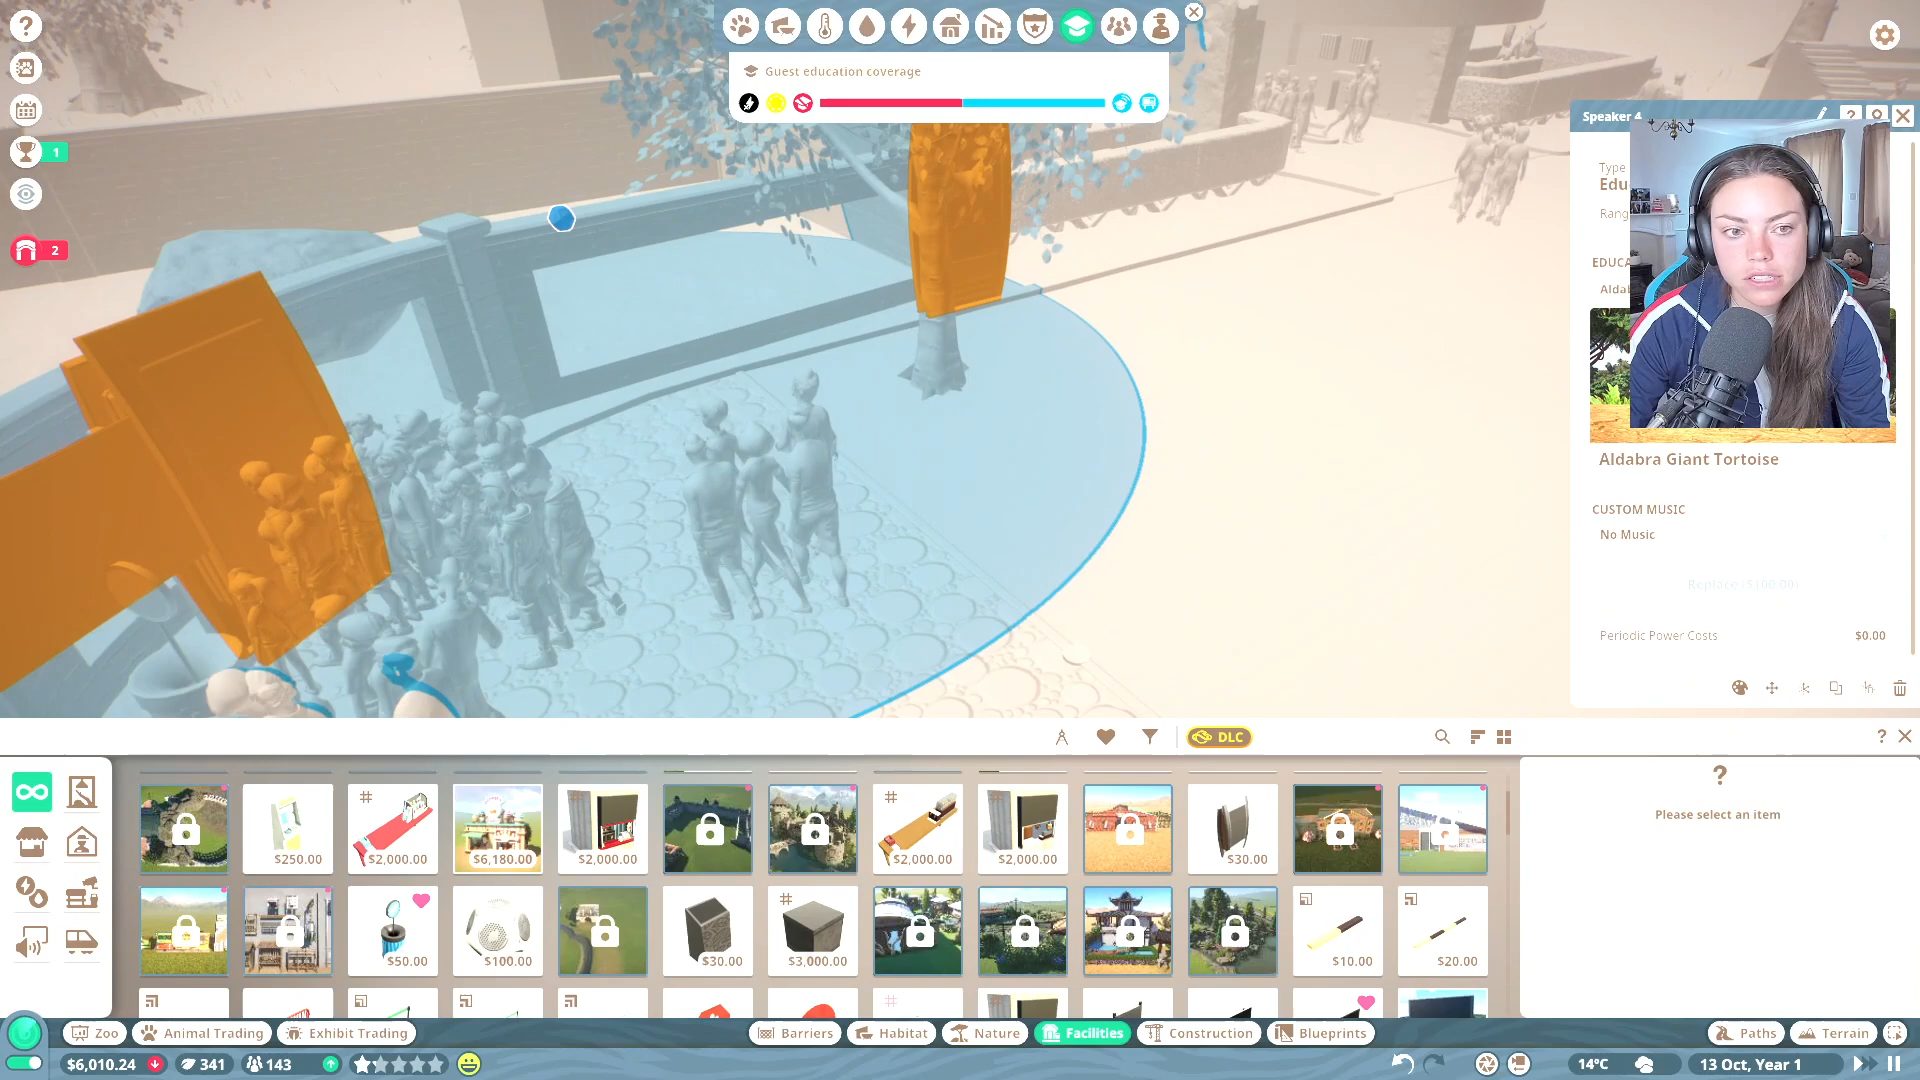 Guest education coverage
1
2
Speaker 4
Type
Edu
Rang
EDUCA
Aldab
Aldabra Giant Tortoise
CUSTOM MUSIC
No Music
Replace ($100.00)
Periodic Power Costs $0.00
DLC
$250.00 $2,000.00 $6,180.00 $2,000.00 $2,000.00 $2,000.00 $30.00
$50.00 $100.00 $30.00 $3,000.00 $10.00 $20.00
Please select an item
Zoo Animal Trading Exhibit Trading Barriers Habitat Nature Facilities Construction Blueprints Paths Terrain
$6,010.24 341 143 14°C 13 Oct, Year 1